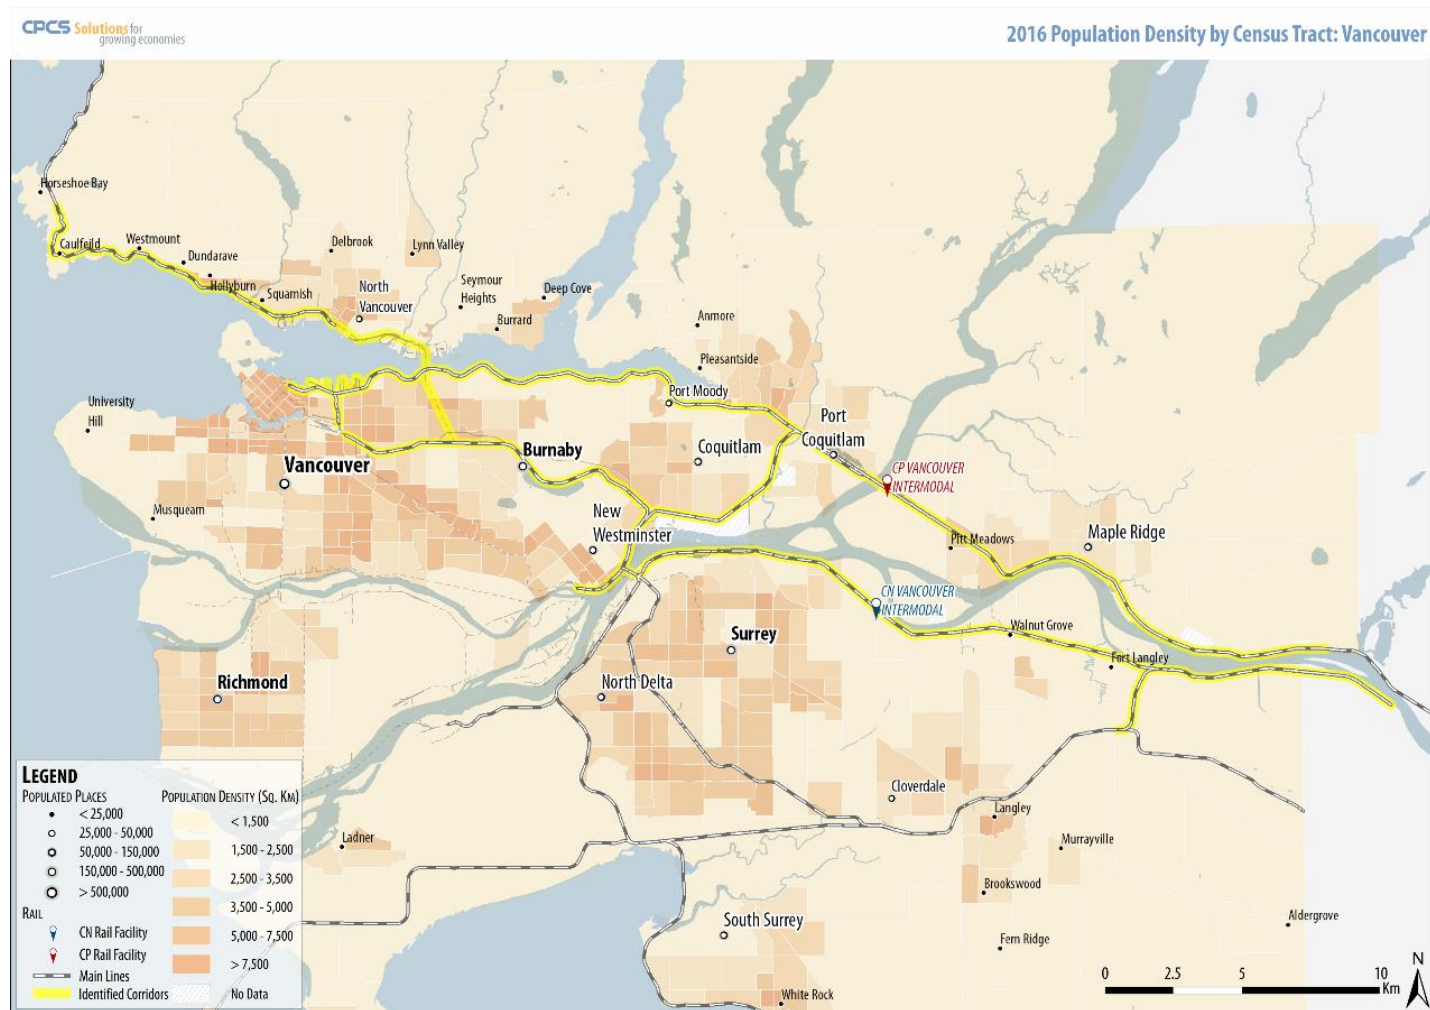 CPCS Solutions for
growing economies
2016 Population Density by Census Tract: Vancouver
Horseshoe Bay
Caulfeild
Westmount
Dundarave
Hollyburn
Squamish
Delbrook
Lynn Valley
North
Vancouver
Seymour
Heights
Deep Cove
Burrard
Anmore
Pleasantside
Port Moody
University
Hill
Vancouver
Burnaby
Coquitlam
Port
Coquitlam
CP VANCOUVER
INTERMODAL
Musqueam
New
Westminster
Pitt Meadows
Maple Ridge
CN VANCOUVER
INTERMODAL
Walnut Grove
Surrey
Fort Langley
Richmond
North Delta
Cloverdale
Langley
Ladner
Murrayville
Brookswood
South Surrey
Aldergrove
Fern Ridge
White Rock
LEGEND
POPULATED PLACES
< 25,000
25,000 - 50,000
50,000 - 150,000
150,000 - 500,000
> 500,000
RAIL
CN Rail Facility
CP Rail Facility
Main Lines
Identified Corridors
POPULATION DENSITY (SQ. KM)
< 1,500
1,500 - 2,500
2,500 - 3,500
3,500 - 5,000
5,000 - 7,500
> 7,500
No Data
0 2.5 5 10
Km
N